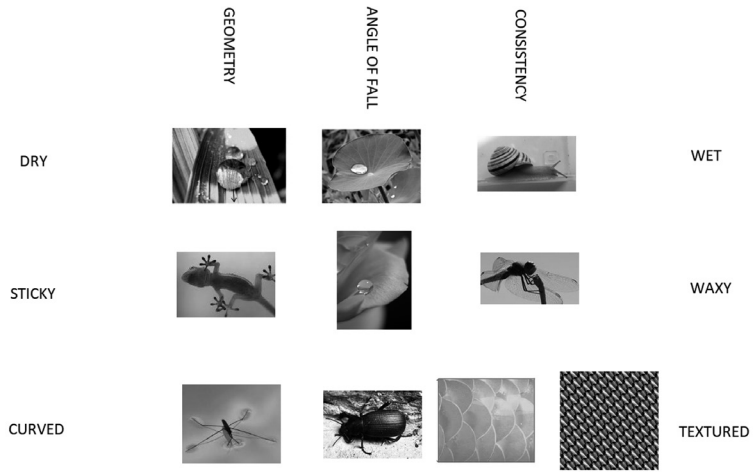 GEOMETRY
ANGLE OF FALL
CONSISTENCY
DRY
WET
STICKY
WAXY
CURVED
TEXTURED